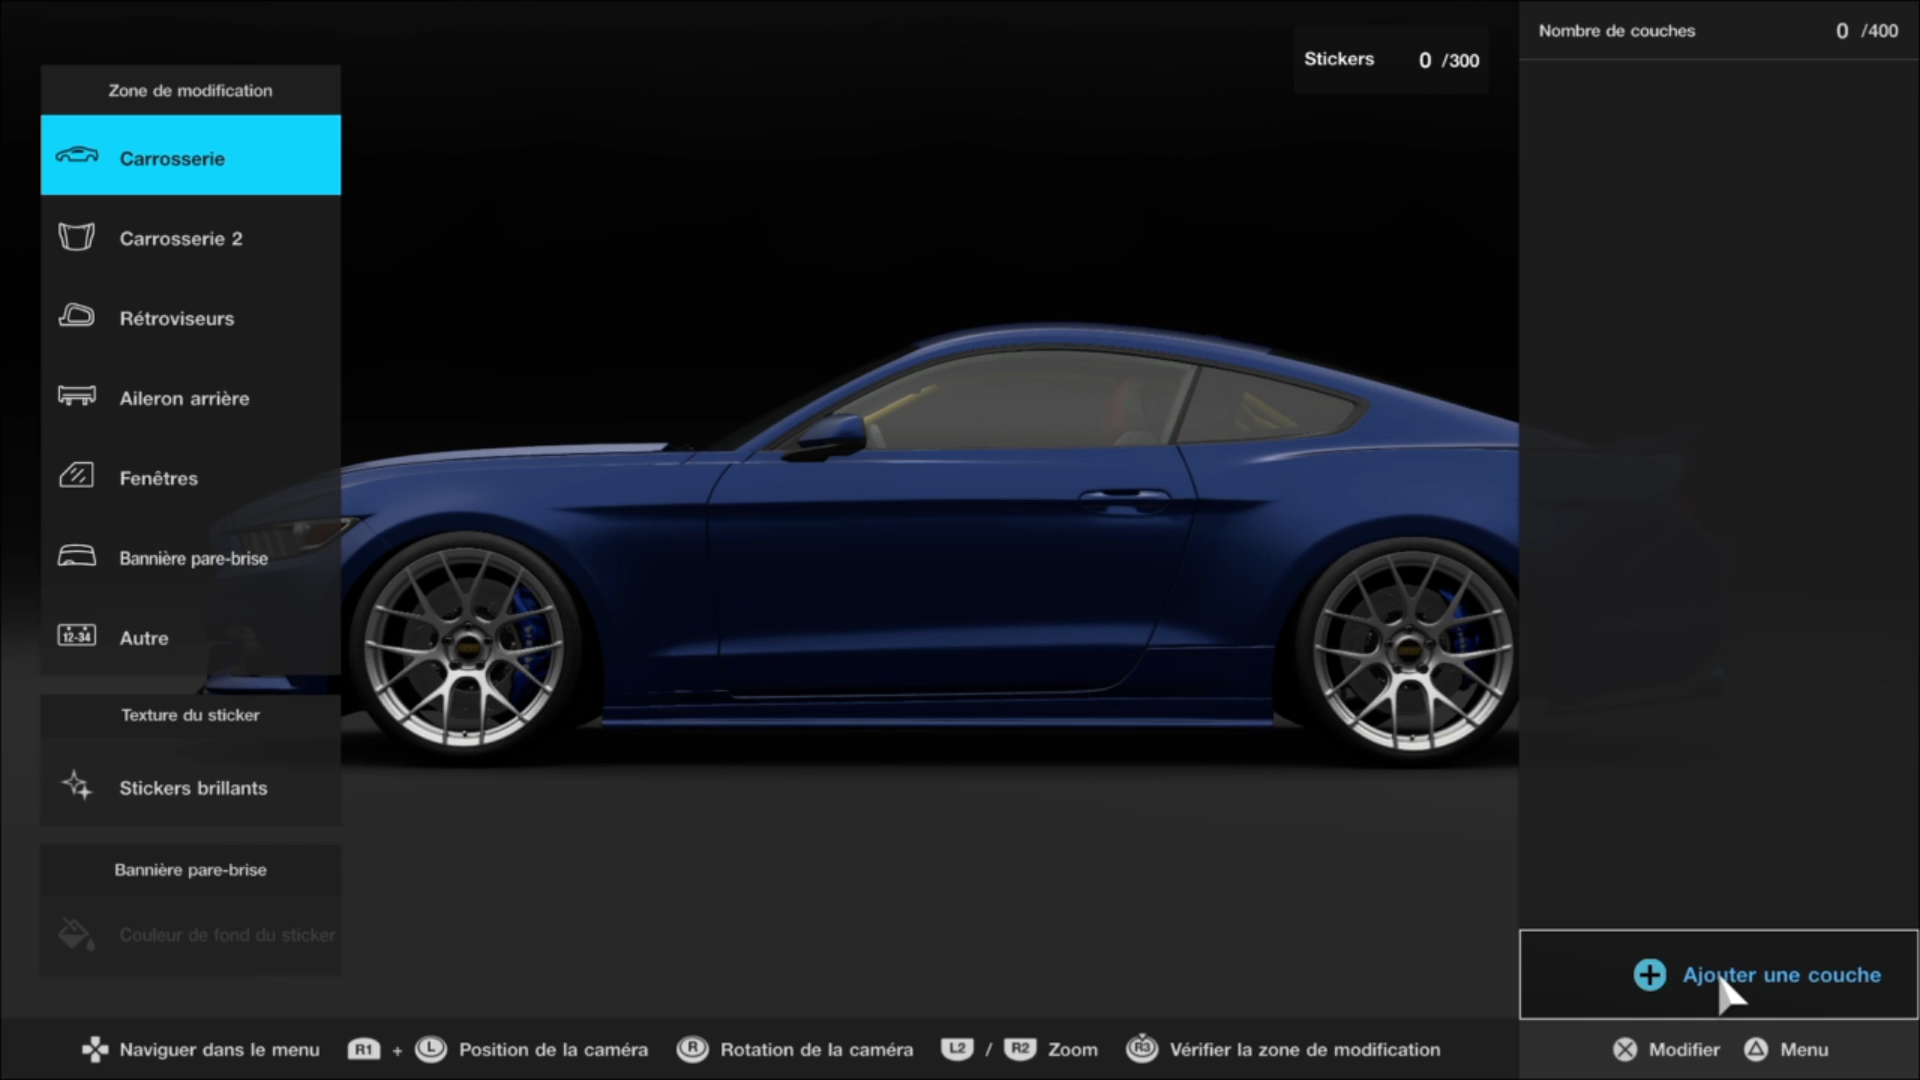 Nombre de couches 0 /400
Stickers 0 /300
Zone de modification
Carrosserie
Carrosserie 2
Rétroviseurs
Aileron arrière
Fenêtres
Bannière pare-brise
12-34 Autre
Texture du sticker
Stickers brillants
Bannière pare-brise
Couleur de fond du sticker
Ajouter une couche
Naviguer dans le menu R1 + L Position de la caméra R Rotation de la caméra L2 / R2 Zoom R3 Vérifier la zone de modification Modifier Menu